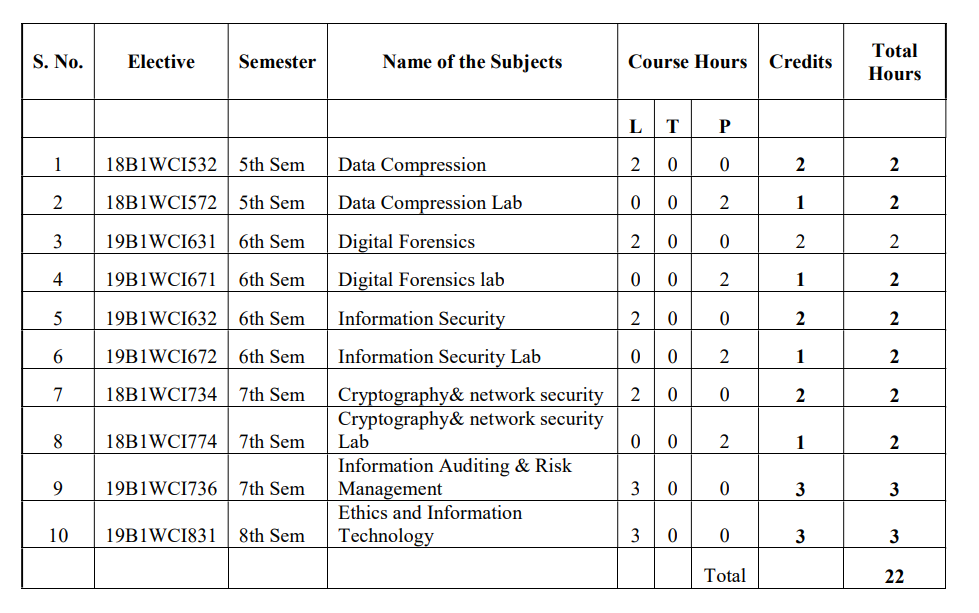 S. No. Elective Semester Name of the Subjects Course Hours Credits Total Hours
L T P
1 18B1WCI532 5th Sem Data Compression 2 0 0 2 2
2 18B1WCI572 5th Sem Data Compression Lab 0 0 2 1 2
3 19B1WCI631 6th Sem Digital Forensics 2 0 0 2 2
4 19B1WCI671 6th Sem Digital Forensics lab 0 0 2 1 2
5 19B1WCI632 6th Sem Information Security 2 0 0 2 2
6 19B1WCI672 6th Sem Information Security Lab 0 0 2 1 2
7 18B1WCI734 7th Sem Cryptography& network security 2 0 0 2 2
8 18B1WCI774 7th Sem Cryptography& network security Lab 0 0 2 1 2
9 19B1WCI736 7th Sem Information Auditing & Risk Management 3 0 0 3 3
10 19B1WCI831 8th Sem Ethics and Information Technology 3 0 0 3 3
Total 22